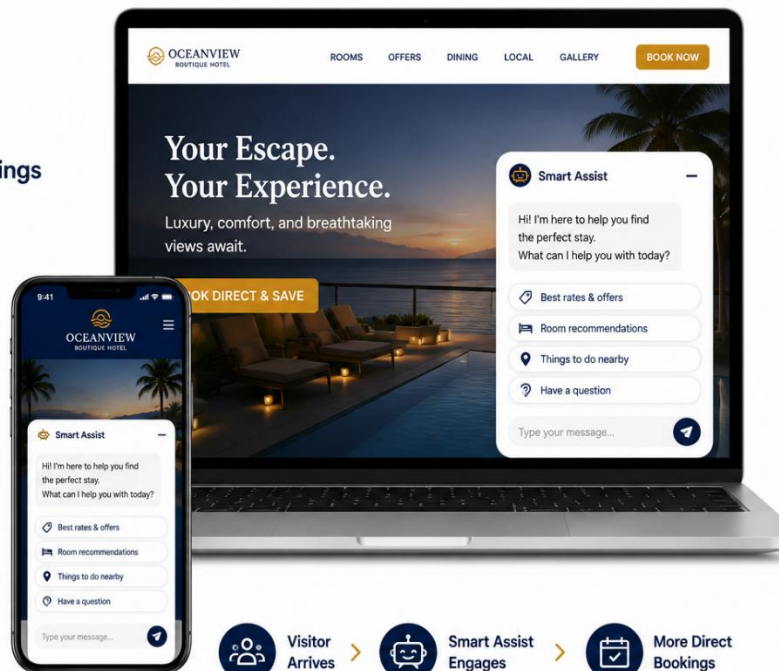 OCEANVIEW
BOUTIQUE HOTEL
ROOMS OFFERS DINING LOCAL GALLERY BOOK NOW
Your Escape.
Your Experience.
Luxury, comfort, and breathtaking
views await.
OK DIRECT & SAVE
Smart Assist
Hi! I'm here to help you find
the perfect stay.
What can I help you with today?
Best rates & offers
Room recommendations
Things to do nearby
Have a question
Type your message...
ings
9:41
OCEANVIEW
BOUTIQUE HOTEL
Smart Assist
Hi! I'm here to help you find
the perfect stay.
What can I help you with today?
Best rates & offers
Room recommendations
Things to do nearby
Have a question
Type your message...
Visitor
Arrives
Smart Assist
Engages
More Direct
Bookings